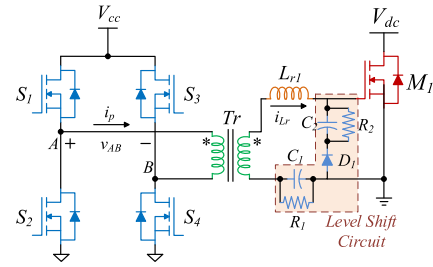 Vcc
Vdc
S1
S3
Lr1
M1
ip
Tr
iLr
C2
R2
A
+
vAB
−
*
*
B
C1
D1
S2
S4
R1
Level Shift
Circuit